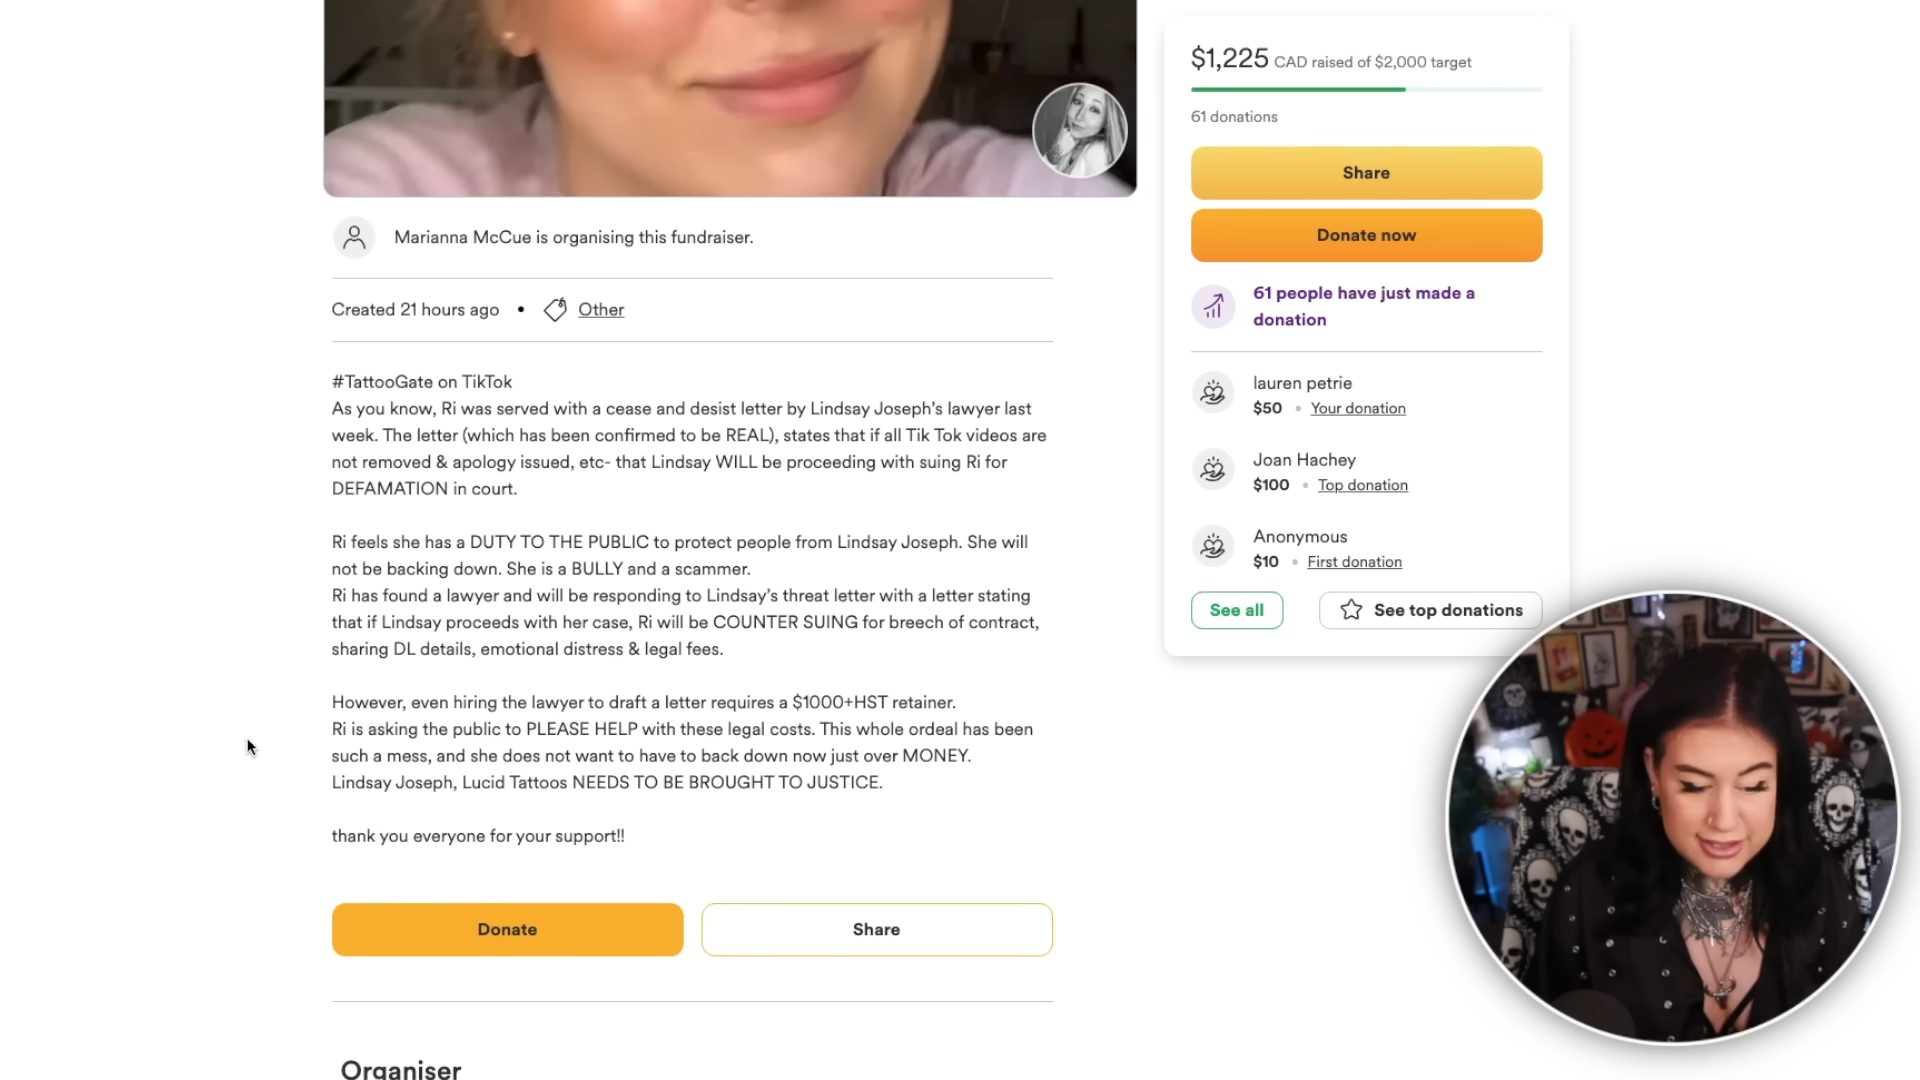 $1,225 CAD raised of $2,000 target
61 donations
Share
Donate now
61 people have just made a
donation
lauren petrie
$50 • Your donation
Joan Hachey
$100 • Top donation
Anonymous
$10 • First donation
See all
See top donations
Marianna McCue is organising this fundraiser.
Created 21 hours ago • Other
#TattooGate on TikTok
As you know, Ri was served with a cease and desist letter by Lindsay Joseph's lawyer last
week. The letter (which has been confirmed to be REAL), states that if all Tik Tok videos are
not removed & apology issued, etc- that Lindsay WILL be proceeding with suing Ri for
DEFAMATION in court.
Ri feels she has a DUTY TO THE PUBLIC to protect people from Lindsay Joseph. She will
not be backing down. She is a BULLY and a scammer.
Ri has found a lawyer and will be responding to Lindsay's threat letter with a letter stating
that if Lindsay proceeds with her case, Ri will be COUNTER SUING for breech of contract,
sharing DL details, emotional distress & legal fees.
However, even hiring the lawyer to draft a letter requires a $1000+HST retainer.
Ri is asking the public to PLEASE HELP with these legal costs. This whole ordeal has been
such a mess, and she does not want to have to back down now just over MONEY.
Lindsay Joseph, Lucid Tattoos NEEDS TO BE BROUGHT TO JUSTICE.
thank you everyone for your support!!
Donate
Share
Organiser